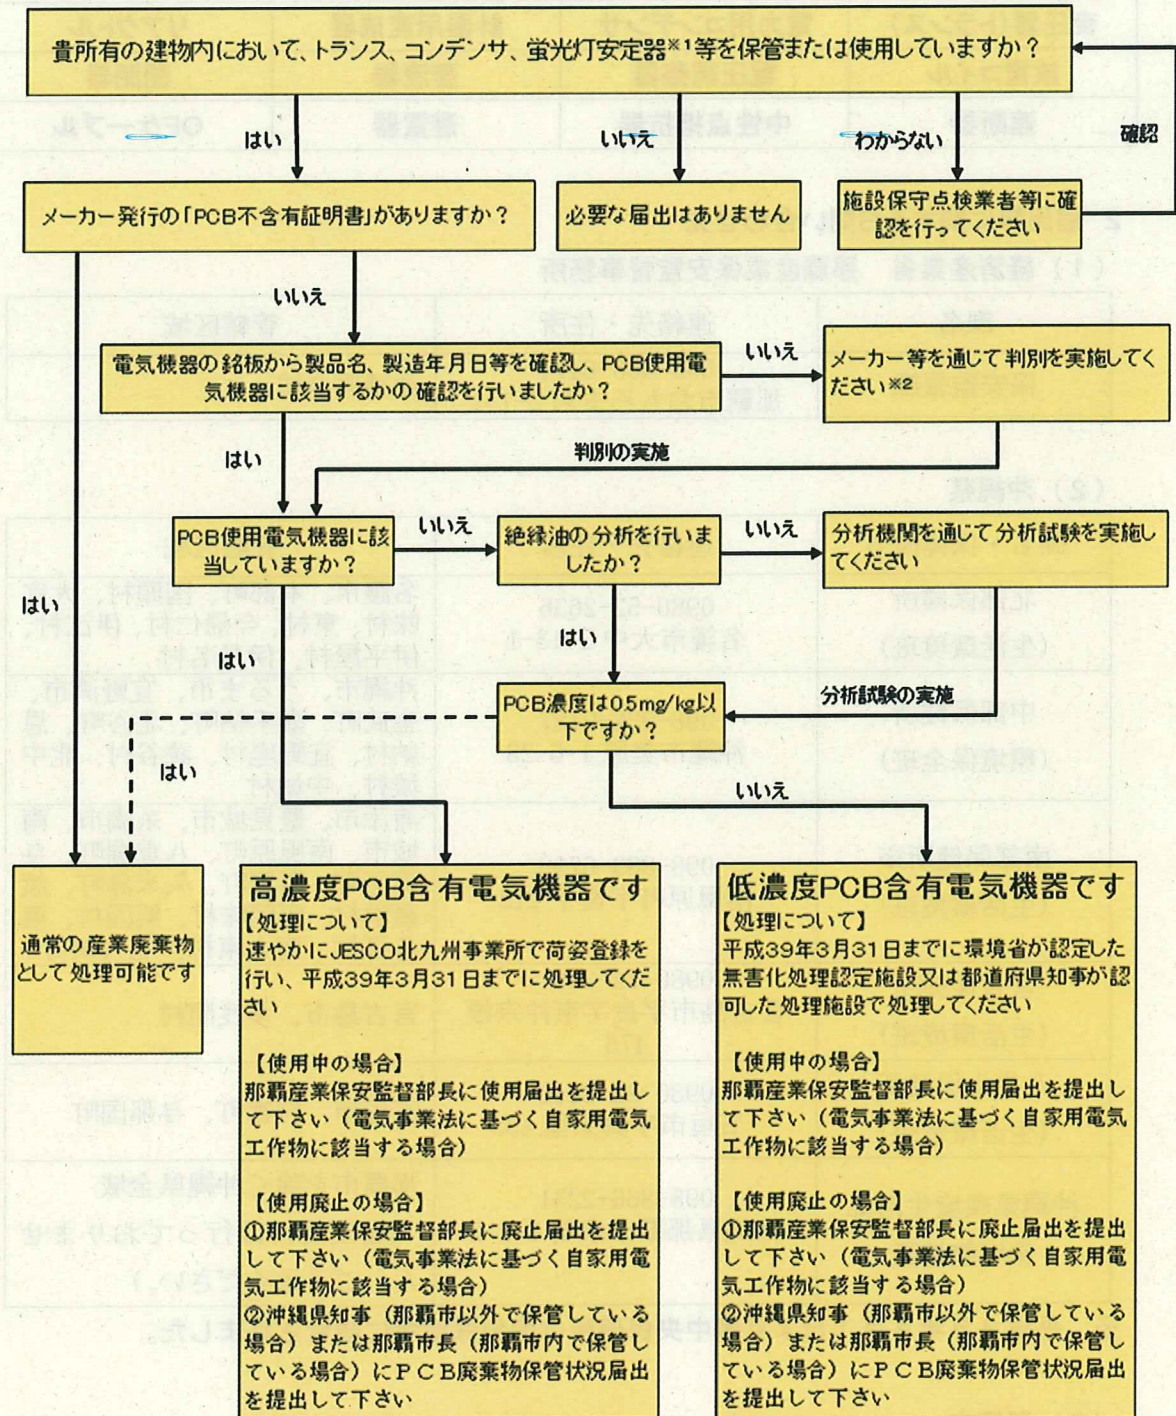 貴所有の建物内において、トランス、コンデンサ、蛍光灯安定器※1等を保管または使用していますか？
はい
いいえ
わからない
確認
メーカー発行の「PCB不含有証明書」がありますか？
必要な届出はありません
施設保守点検業者等に確
認を行ってください
いいえ
電気機器の銘板から製品名、製造年月日等を確認し、PCB使用電
気機器に該当するかの確認を行いましたか？
いいえ
メーカー等を通じて判別を実施してく
ださい※2
はい
判別の実施
PCB使用電気機器に該
当していますか？
いいえ
絶縁油の分析を行いま
したか？
いいえ
分析機関を通じて分析試験を実施し
てください
はい
はい
はい
PCB濃度は0.5mg/kg以
下ですか？
分析試験の実施
はい
いいえ
通常の産業廃棄物
として処理可能です
高濃度PCB含有電気機器です
【処理について】
速やかにJESCO北九州事業所で荷姿登録を
行い、平成39年3月31日までに処理してくだ
さい
【使用中の場合】
那覇産業保安監督部長に使用届出を提出し
て下さい（電気事業法に基づく自家用電気
工作物に該当する場合）
【使用廃止の場合】
①那覇産業保安監督部長に廃止届出を提出
して下さい（電気事業法に基づく自家用電
気工作物に該当する場合）
②沖縄県知事（那覇市以外で保管している
場合）または那覇市長（那覇市内で保管し
ている場合）にＰＣＢ廃棄物保管状況届出
を提出して下さい
低濃度PCB含有電気機器です
【処理について】
平成39年3月31日までに環境省が認定した
無害化処理認定施設又は都道府県知事が認
可した処理施設で処理してください
【使用中の場合】
那覇産業保安監督部長に使用届出を提出し
て下さい（電気事業法に基づく自家用電気
工作物に該当する場合）
【使用廃止の場合】
①那覇産業保安監督部長に廃止届出を提出
して下さい（電気事業法に基づく自家用電
気工作物に該当する場合）
②沖縄県知事（那覇市以外で保管している
場合）または那覇市長（那覇市内で保管し
ている場合）にＰＣＢ廃棄物保管状況届出
を提出して下さい